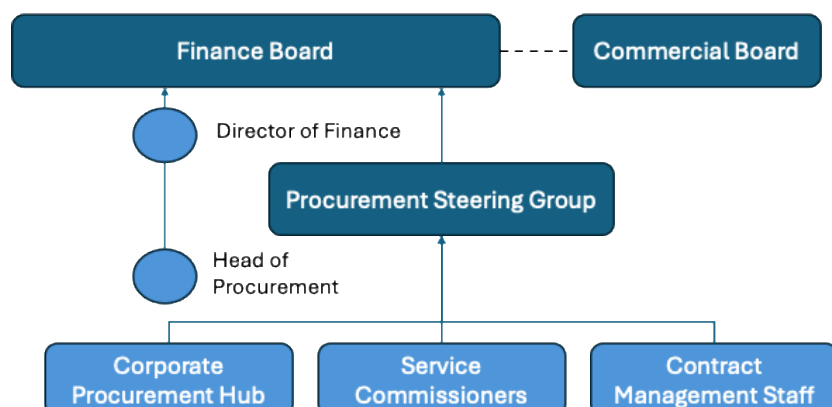 Finance Board
Commercial Board
Director of Finance
Procurement Steering Group
Head of
Procurement
Corporate
Procurement Hub
Service
Commissioners
Contract
Management Staff